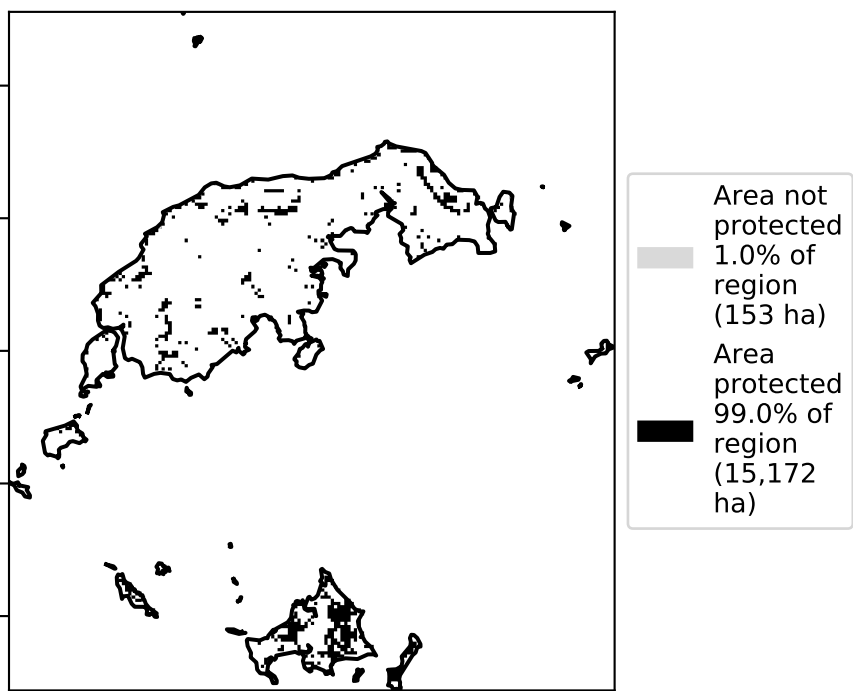 Area not
protected
1.0% of
region
(153 ha)
Area
protected
99.0% of
region
(15,172
ha)